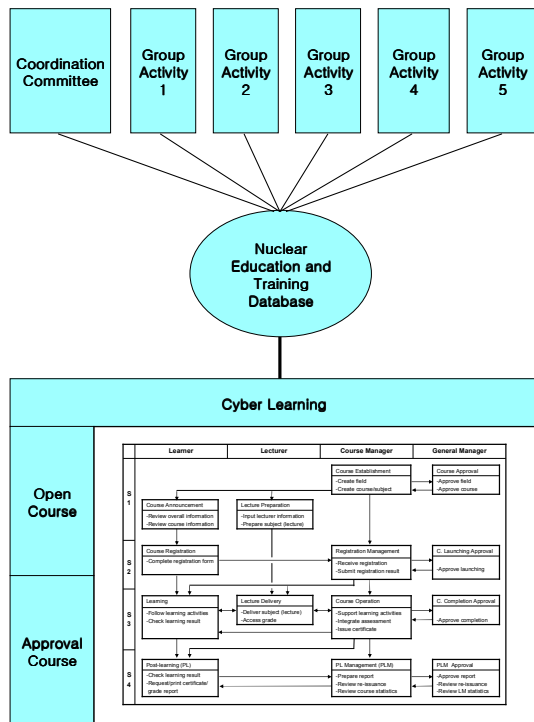 Coordination
Committee
Group
Activity
1
Group
Activity
2
Group
Activity
3
Group
Activity
4
Group
Activity
5
Nuclear
Education and
Training
Database
Cyber Learning
Open
Course
Approval
Course
Learner
Lecturer
Course Manager
General Manager
S
1
Course Establishment
-Create field
-Create course/subject
Course Approval
-Approve field
-Approve course
Course Announcement
-Review overall information
-Review course information
Lecture Preparation
-Input lecturer information
-Prepare subject (lecture)
S
2
Course Registration
-Complete registration form
Registration Management
-Receive registration
-Submit registration result
C. Launching Approval
-Approve launching
S
3
Learning
-Follow learning activities
-Check learning result
Lecture Delivery
-Deliver subject (lecture)
-Access grade
Course Operation
-Support learning activities
-Integrate assessment
-Issue certificate
C. Completion Approval
-Approve completion
S
4
Post-learning (PL)
-Check learning result
-Request/print certificate/
grade report
PL Management (PLM)
-Prepare report
-Review re-issuance
-Review course statistics
PLM Approval
-Approve report
-Review re-issuance
-Review LM statistics